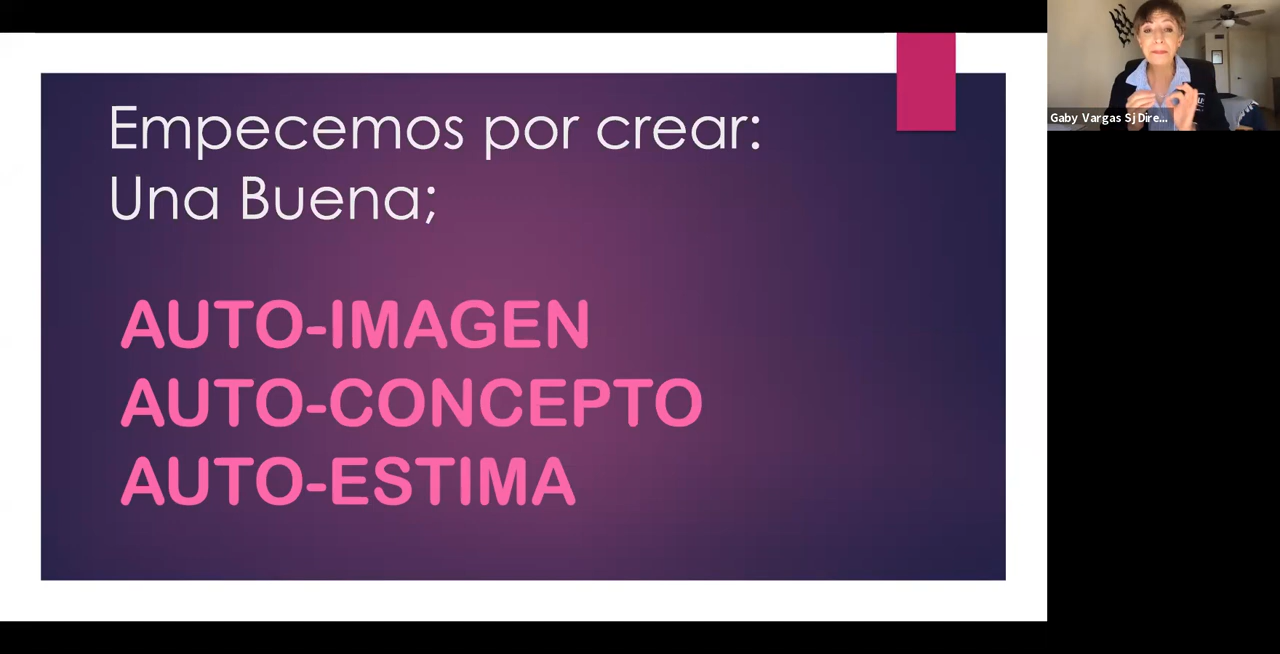 Empecemos por crear:
Una Buena;
AUTO-IMAGEN
AUTO-CONCEPTO
AUTO-ESTIMA
Gaby Vargas Sj Dire...